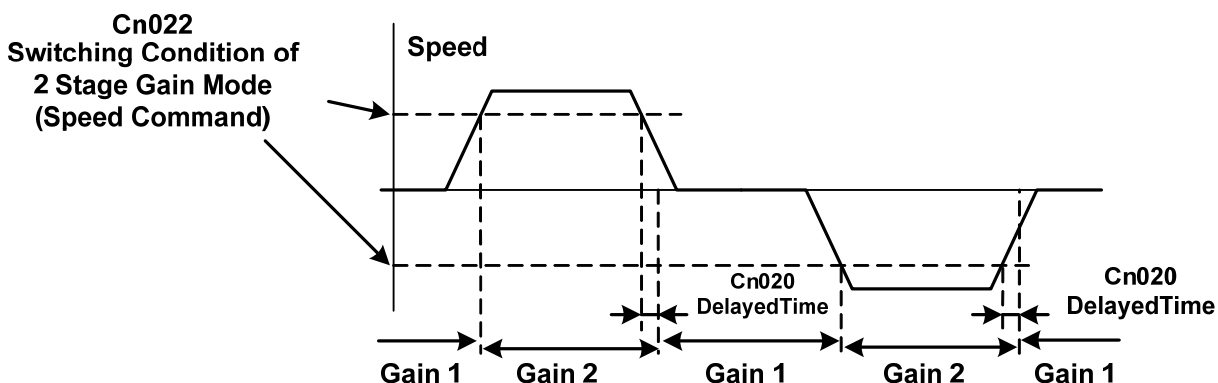 Cn022
Switching Condition of
2 Stage Gain Mode
(Speed Command)
Speed
Cn020
DelayedTime
Cn020
DelayedTime
Gain 1
Gain 2
Gain 1
Gain 2
Gain 1